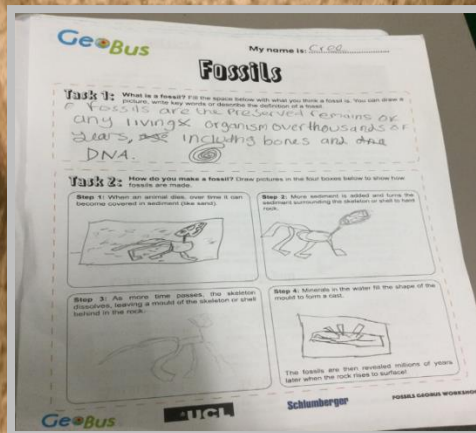 GeoBus
My name is: Cree
Fossils
Task 1: What is a fossil? Fill the space below with what you think a fossil is. You can draw a
picture, write key words or describe the definition of a fossil.
Fossils are the preserved remains of
any living organism over thousands of
years, including bones and
DNA.
Task 2: How do you make a fossil? Draw pictures in the four boxes below to show how
fossils are made.
Step 1: When an animal dies, over time it can
become covered in sediment (like sand).
Step 2: More sediment is added and turns the
sediment surrounding the skeleton or shell to hard
rock.
Step 3: As more time passes, the skeleton
dissolves, leaving a mould of the skeleton or shell
behind in the rock.
Step 4: Minerals in the water fill the shape of the
mould to form a cast.
The fossils are then revealed millions of years
later when the rock rises to surface!
GeoBus
UCL
Schlumberger
FOSSILS GEOBUS WORKSHOP